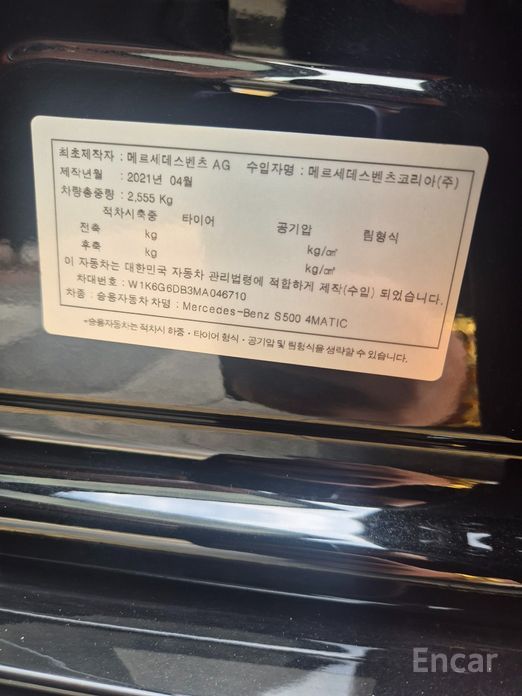 최초제작자 : 메르세데스벤츠 AG 수입자명 : 메르세데스벤츠코리아(주)
제작년월 : 2021년 04월
차량총중량 : 2,555 Kg
적차시축중 타이어 공기압 림형식
전축 kg kg/㎠
후축 kg kg/㎠
이 자동차는 대한민국 자동차 관리법령에 적합하게 제작(수입) 되었습니다.
차대번호 : W1K6G6DB3MA046710
차종 : 승용자동차 차명 : Mercedes-Benz S500 4MATIC
*승용자동차는 적차시 하중·타이어 형식·공기압 및 림형식을 생략할 수 있습니다.
Encar